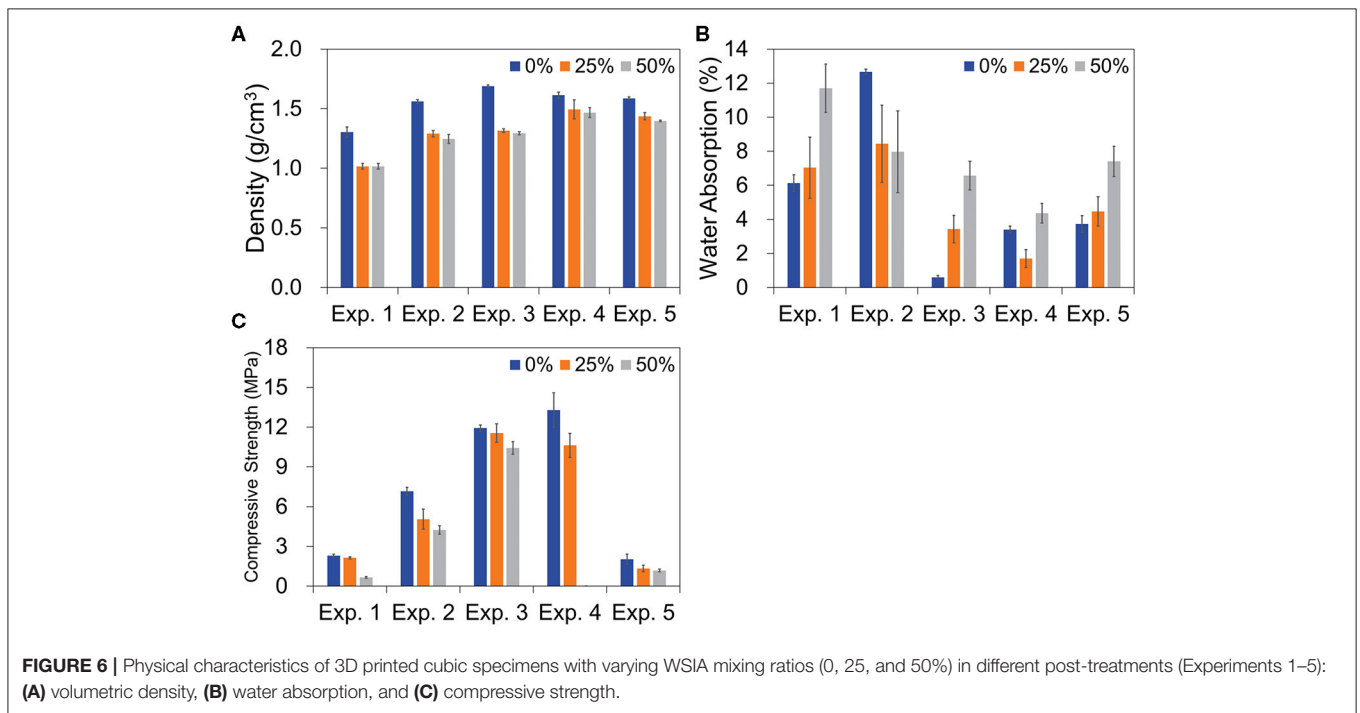 A
B
2.0
1.5
1.0
0.5
0.0
Density (g/cm³)
0% 25% 50%
Exp. 1 Exp. 2 Exp. 3 Exp. 4 Exp. 5
14
12
10
8
6
4
2
0
Water Absorption (%)
0% 25% 50%
Exp. 1 Exp. 2 Exp. 3 Exp. 4 Exp. 5
C
18
15
12
9
6
3
0
Compressive Strength (MPa)
0% 25% 50%
Exp. 1 Exp. 2 Exp. 3 Exp. 4 Exp. 5
FIGURE 6 | Physical characteristics of 3D printed cubic specimens with varying WSIA mixing ratios (0, 25, and 50%) in different post-treatments (Experiments 1–5):
(A) volumetric density, (B) water absorption, and (C) compressive strength.